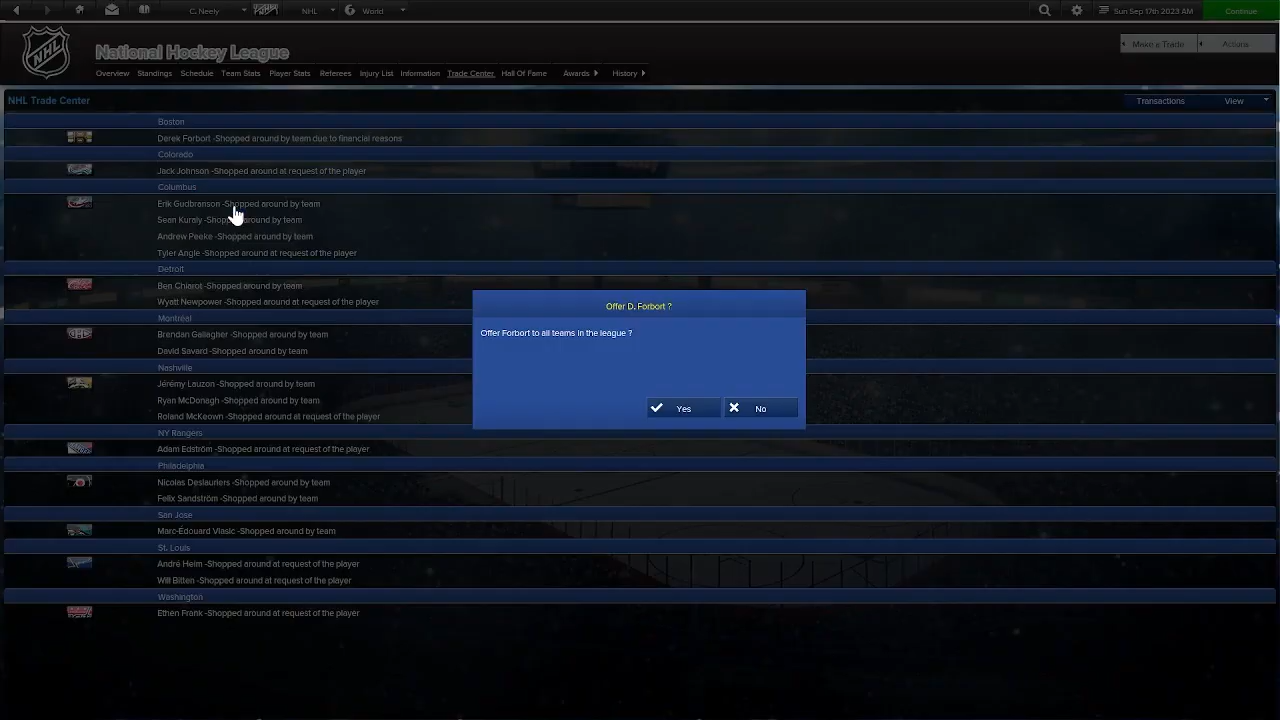 C. Neely
NHL
World
Sun Sep 17th 2023 AM
Continue
NHL
National Hockey League
Make a Trade
Actions
Overview
Standings
Schedule
Team Stats
Player Stats
Referees
Injury List
Information
Trade Center
Hall Of Fame
Awards
History
NHL Trade Center
Transactions
View
Boston
Derek Forbort -Shopped around by team due to financial reasons
Colorado
Jack Johnson -Shopped around at request of the player
Columbus
Erik Gudbranson -Shopped around by team
Sean Kuraly -Shopped around by team
Andrew Peeke -Shopped around by team
Tyler Angle -Shopped around at request of the player
Detroit
Ben Chiarot -Shopped around by team
Wyatt Newpower -Shopped around at request of the player
Montréal
Brendan Gallagher -Shopped around by team
David Savard -Shopped around by team
Nashville
Jérémy Lauzon -Shopped around by team
Ryan McDonagh -Shopped around by team
Roland McKeown -Shopped around at request of the player
NY Rangers
Adam Edström -Shopped around at request of the player
Philadelphia
Nicolas Deslauriers -Shopped around by team
Felix Sandström -Shopped around by team
San Jose
Marc-Édouard Vlasic -Shopped around by team
St. Louis
André Heim -Shopped around at request of the player
Will Bitten -Shopped around at request of the player
Washington
Ethen Frank -Shopped around at request of the player
Offer D. Forbort ?
Offer Forbort to all teams in the league ?
Yes
No